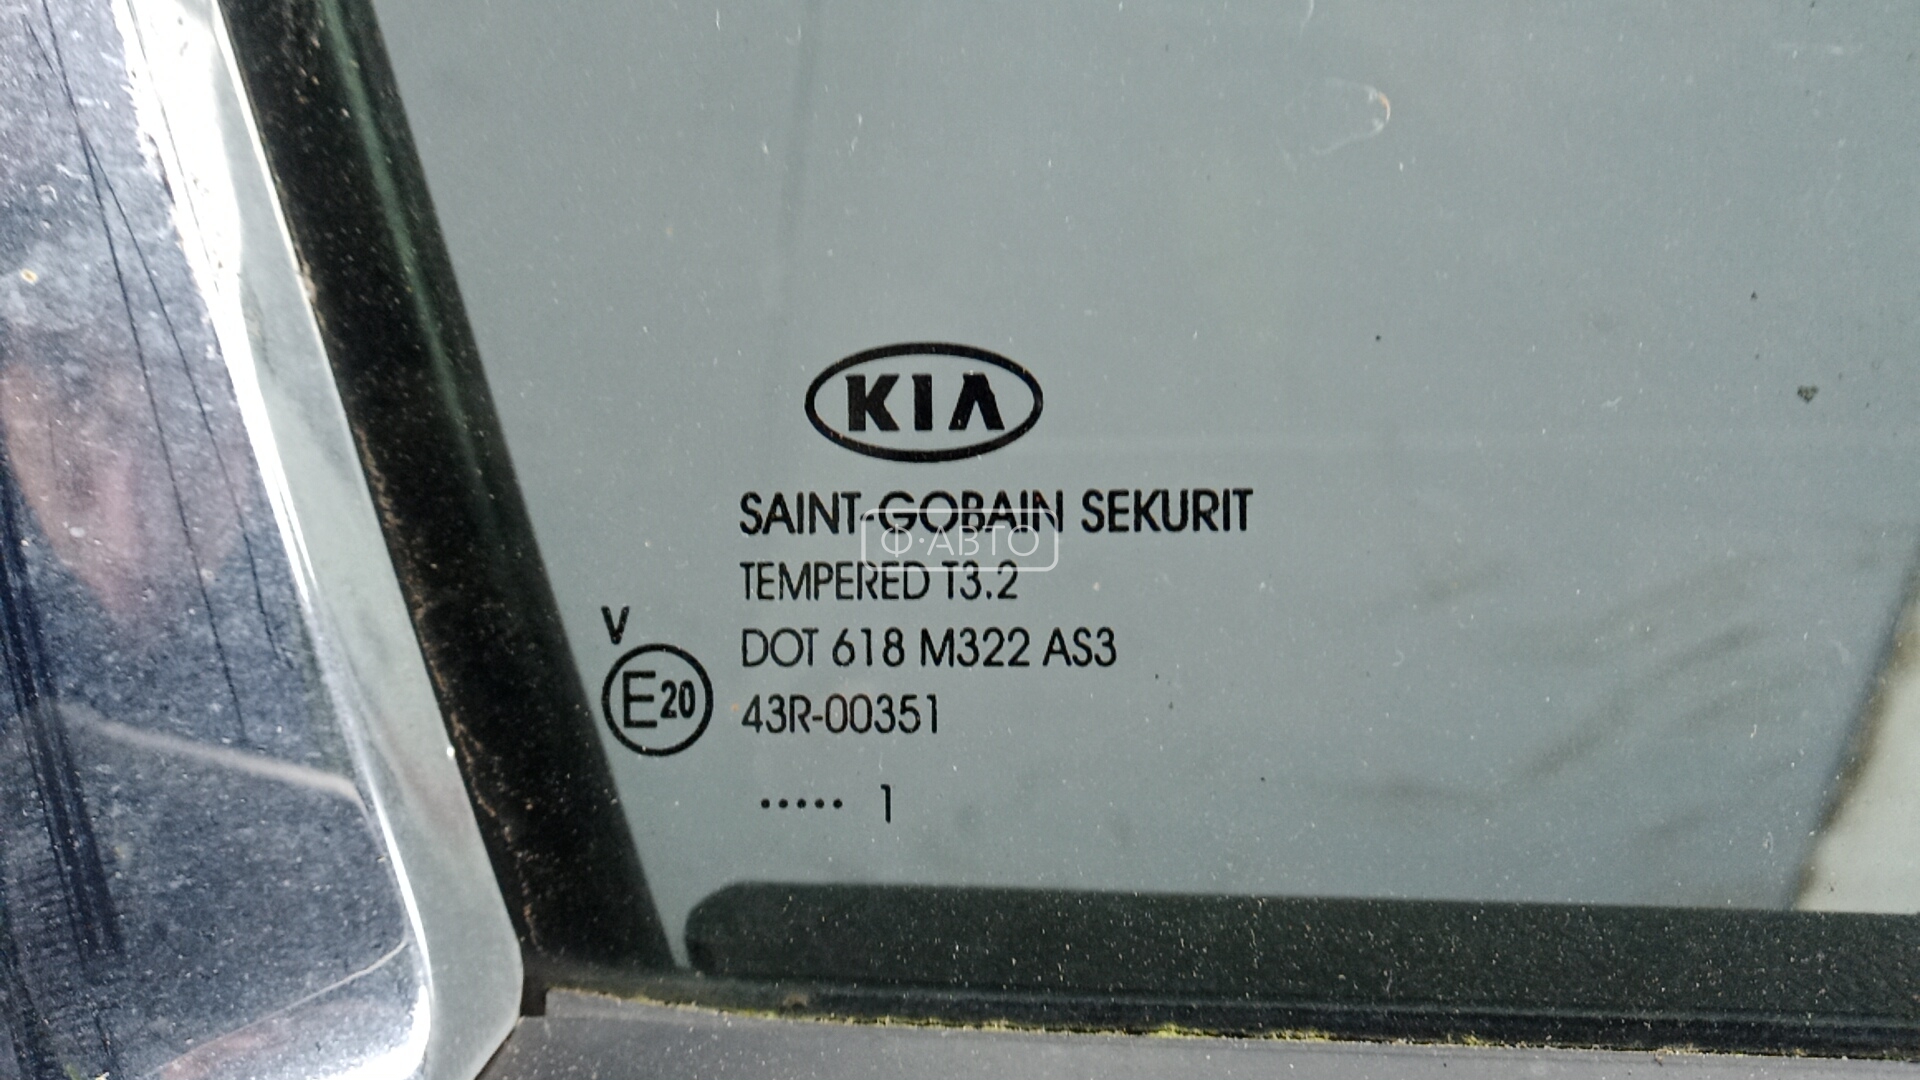 KIA
SAINT-GOBAIN SEKURIT
Ф·АВТО
TEMPERED T3.2
V
DOT 618 M322 AS3
E20
43R-00351
..... 1